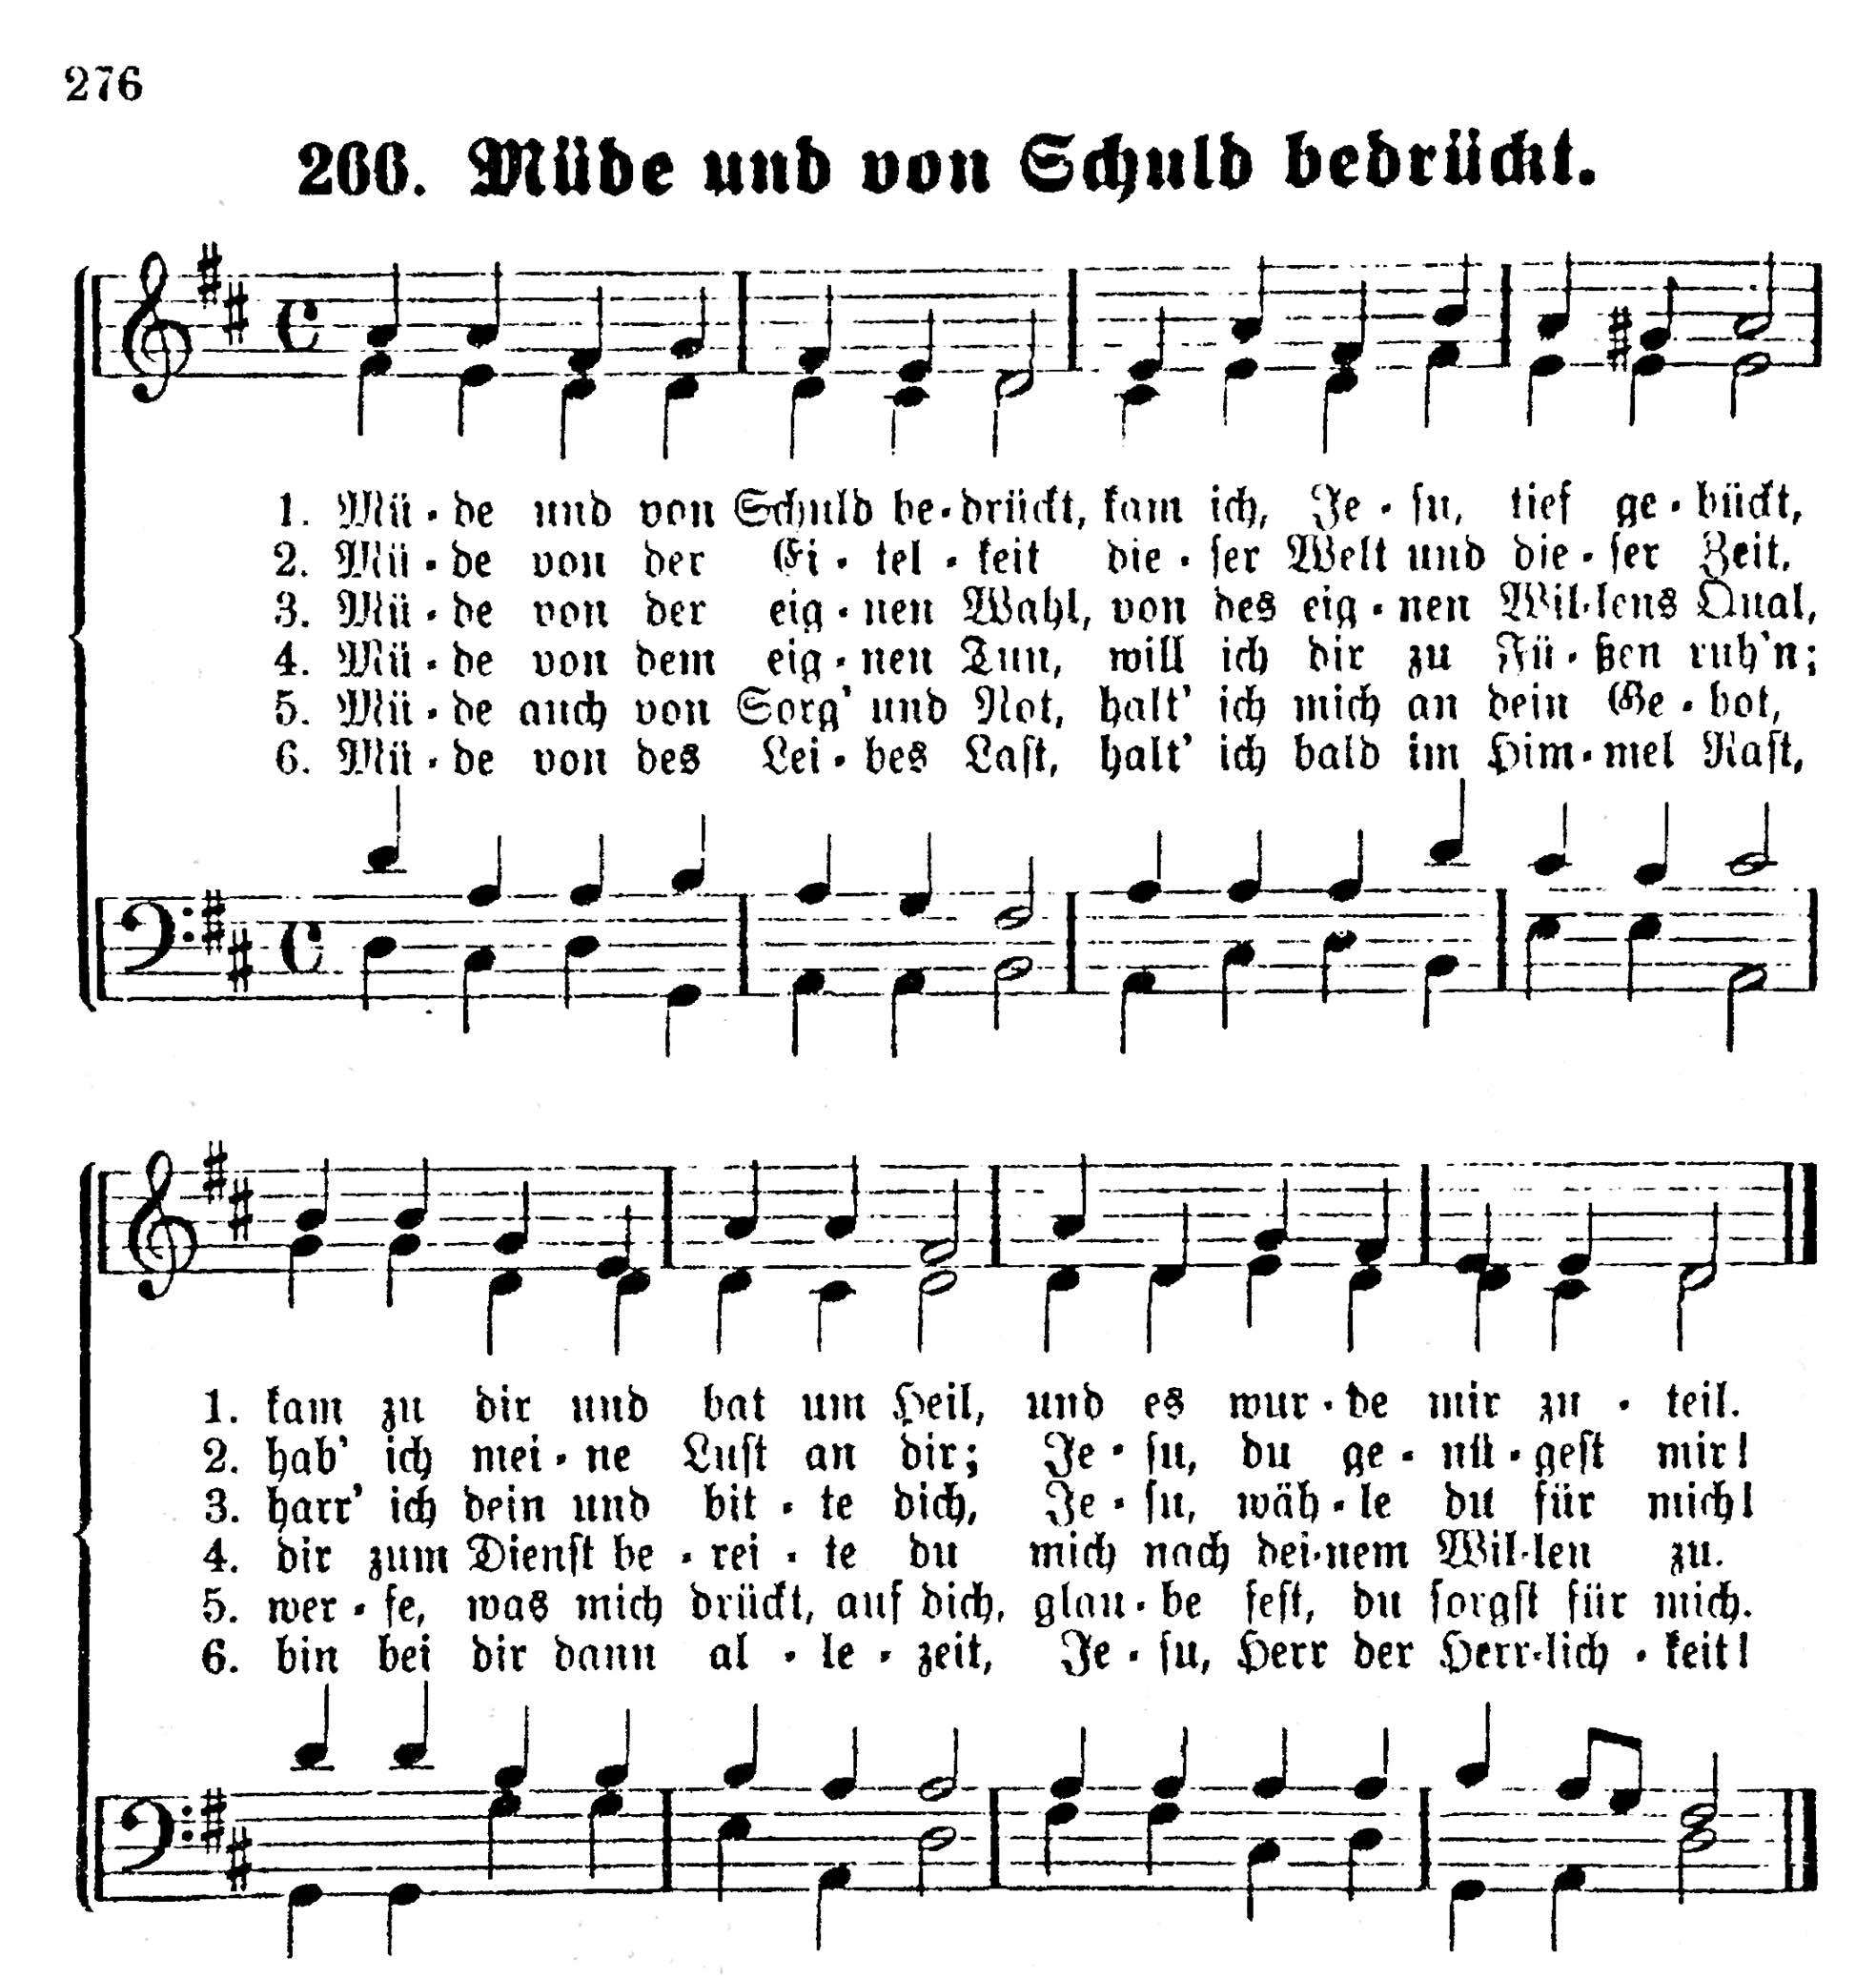 276
266. Müde und von Schuld bedrückt.
1. Mü-de und von Schuld be-drückt, kam ich, Je-su, tief ge-bückt,
2. Mü-de von der Ei-tel-keit die-ser Welt und die-ser Zeit,
3. Mü-de von der eig-nen Wahl, von des eig-nen Wil-lens Qual,
4. Mü-de von dem eig-nen Tun, will ich dir zu Fü-ßen ruh'n;
5. Mü-de auch von Sorg' und Not, halt' ich mich an dein Ge-bot,
6. Mü-de von des Lei-bes Last, halt' ich bald im Him-mel Rast,
1. kam zu dir und bat um Heil, und es wur-de mir zu-teil.
2. hab' ich mei-ne Lust an dir; Je-su, du ge-nü-gest mir!
3. harr' ich dein und bit-te dich, Je-su, wäh-le du für mich!
4. dir zum Dienst be-rei-te du mich nach dei-nem Wil-len zu.
5. wer-fe, was mich drückt, auf dich, glau-be fest, du sorgst für mich.
6. bin bei dir dann al-le-zeit, Je-su, Herr der Herr-lich-keit!